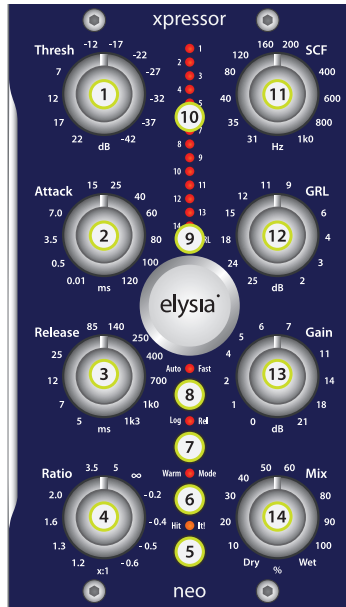 xpressor
Thresh
-12 -17
7 -22
-27
12 -32
17 -37
22 -42
dB
1
1
2
3
4
5
7
8
9
10
11
12
13
14
10
9
SCF
160 200
120 400
80
40 600
35 800
31 1k0
Hz
11
Attack
15 25
7.0 40
60
3.5 80
0.5 100
0.01 120
ms
2
GRL
11 9
12 6
15
18 4
24 3
25 2
dB
12
elysia
Release
85 140
25 250
400
12 700
7 1k0
5 1k3
ms
3
Auto Fast
8
Log Rel
7
Warm Mode
6
Hit It!
5
Gain
6 7
5 11
4
2 14
1 18
0 21
dB
13
Ratio
3.5 5
2.0 ∞
-0.2
1.6 -0.4
1.3 -0.5
1.2 -0.6
x:1
4
Mix
50 60
40 80
30
20 90
10 100
Dry Wet
%
14
neo